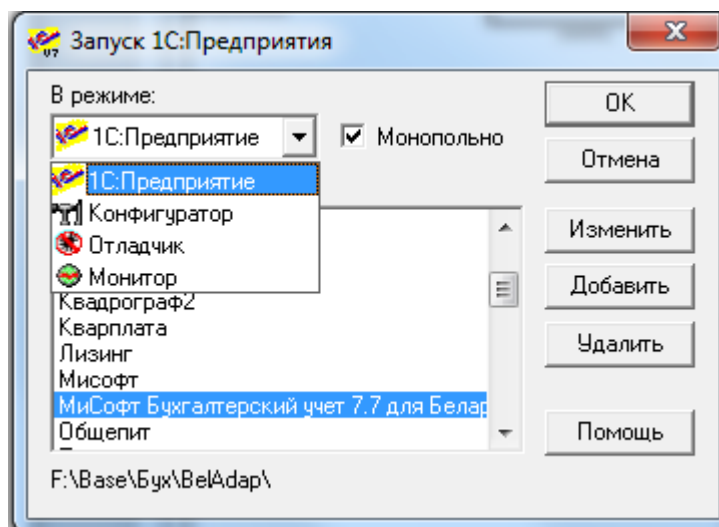 Запуск 1С:Предприятия
В режиме:
1С:Предприятие
Монопольно
1С:Предприятие
Конфигуратор
Отладчик
Монитор
Квадрограф2
Кварплата
Лизинг
Мисофт
МиСофт Бухгалтерский учет 7.7 для Белар
Общепит
F:\Base\Бух\BelAdap\
OK
Отмена
Изменить
Добавить
Удалить
Помощь